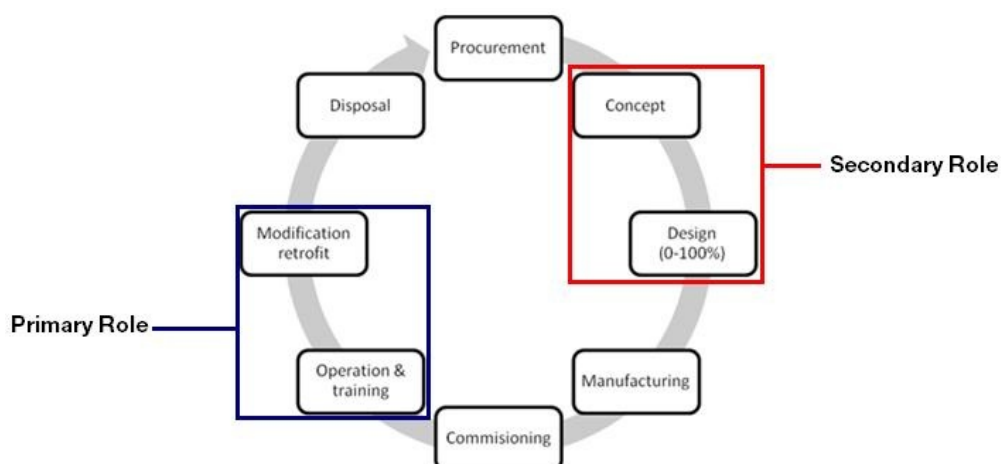 Procurement
Disposal
Concept
Secondary Role
Modification
retrofit
Design
(0-100%)
Primary Role
Operation &
training
Manufacturing
Commisioning